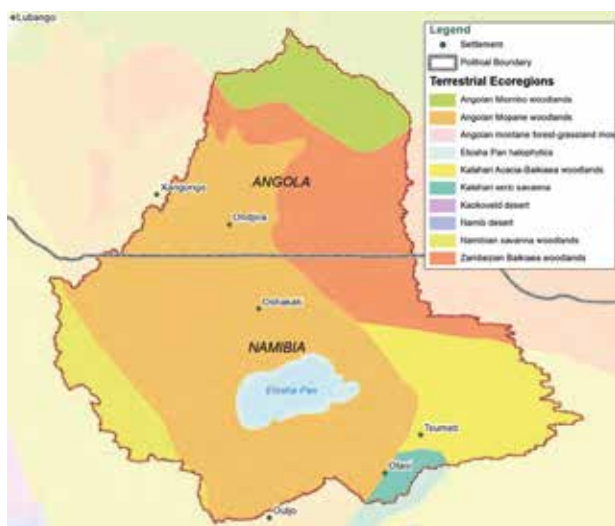 Lubango
Legend
Settlement
Political Boundary
Terrestrial Ecoregions
Angolan Miombo woodlands
Angolan Mopane woodlands
Angolan montane forest-grassland
Etosha Pan halophytics
Kalahari Acacia-Baikiaea woodlands
Kalahari xeric savanna
Kaokoveld desert
Namib desert
Namibian savanna woodlands
Zambezian Baikiaea woodlands
Xangongo
ANGOLA
Ondjiva
Oshakati
NAMIBIA
Etosha Pan
Tsumeb
Otavi
Outjo